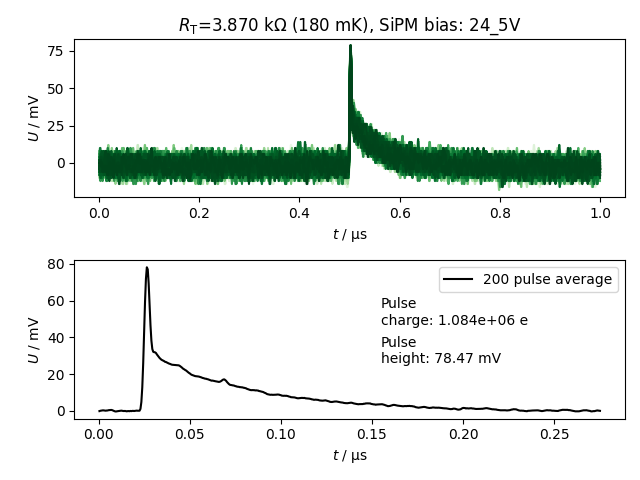 R_T=3.870 kΩ (180 mK), SiPM bias: 24_5V
75
50
25
0
U / mV
0.0 0.2 0.4 0.6 0.8 1.0
t / µs
80
60
40
20
0
U / mV
200 pulse average
Pulse
charge: 1.084e+06 e
Pulse
height: 78.47 mV
0.00 0.05 0.10 0.15 0.20 0.25
t / µs